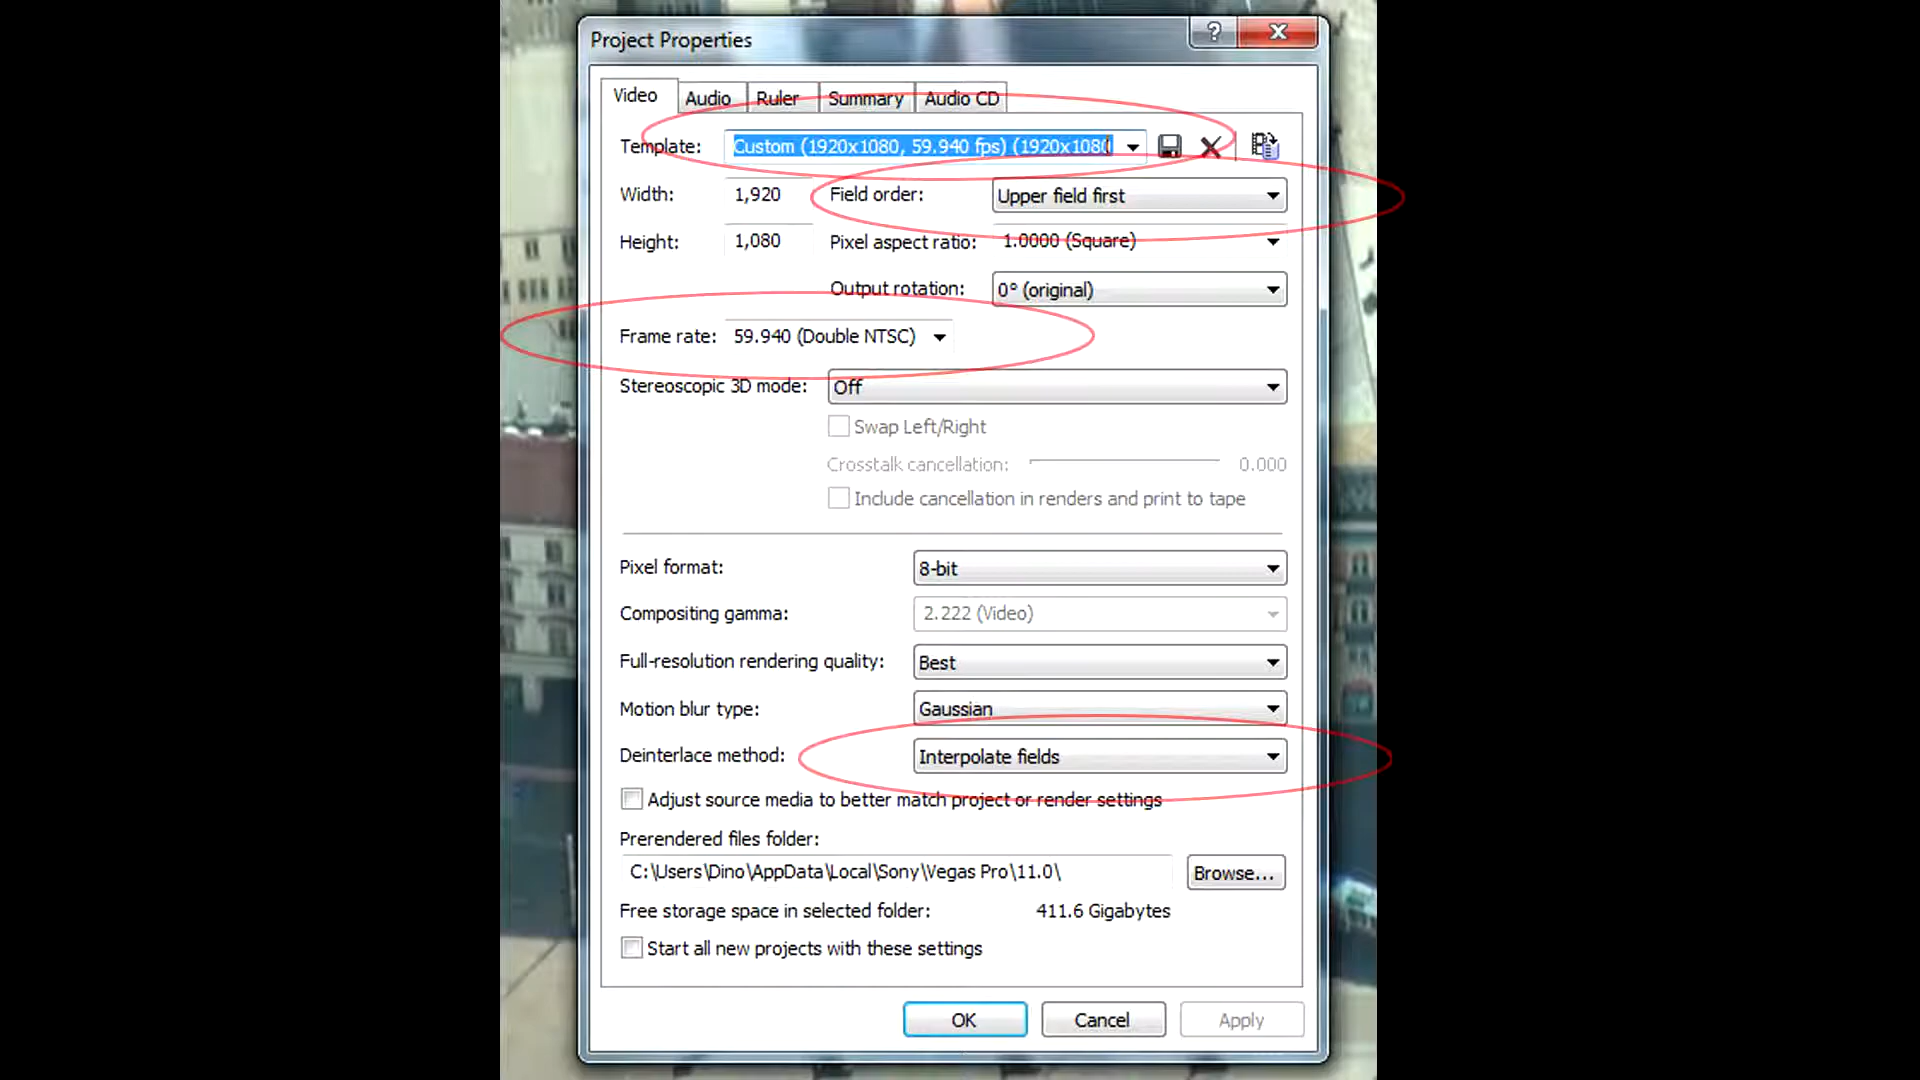 Project Properties
?
Video Audio Ruler Summary Audio CD
Template: Custom (1920x1080, 59.940 fps) (1920x1080
Width: 1,920 Field order: Upper field first
Height: 1,080 Pixel aspect ratio: 1.0000 (Square)
Output rotation: 0° (original)
Frame rate: 59.940 (Double NTSC)
Stereoscopic 3D mode: Off
Swap Left/Right
Crosstalk cancellation: 0.000
Include cancellation in renders and print to tape
Pixel format: 8-bit
Compositing gamma: 2.222 (Video)
Full-resolution rendering quality: Best
Motion blur type: Gaussian
Deinterlace method: Interpolate fields
Adjust source media to better match project or render settings
Prerendered files folder:
C:\Users\Dino\AppData\Local\Sony\Vegas Pro\11.0\ Browse...
Free storage space in selected folder: 411.6 Gigabytes
Start all new projects with these settings
OK Cancel Apply